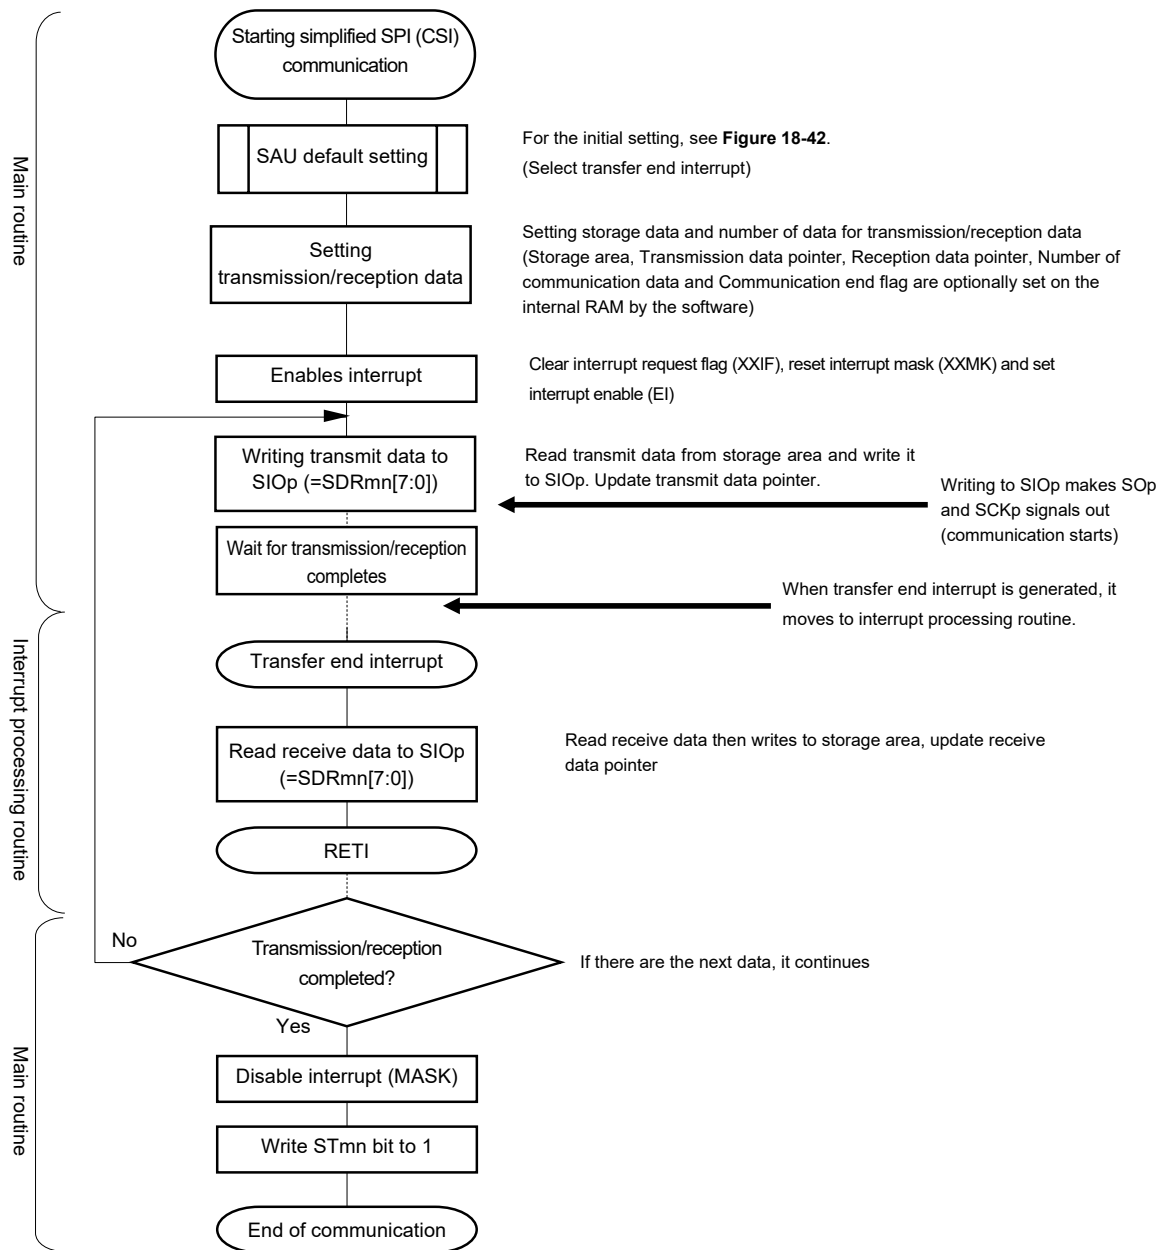 Starting simplified SPI (CSI)
communication
SAU default setting
For the initial setting, see Figure 18-42.
(Select transfer end interrupt)
Main routine
Setting
transmission/reception data
Setting storage data and number of data for transmission/reception data
(Storage area, Transmission data pointer, Reception data pointer, Number of
communication data and Communication end flag are optionally set on the
internal RAM by the software)
Enables interrupt
Clear interrupt request flag (XXIF), reset interrupt mask (XXMK) and set
interrupt enable (EI)
Writing transmit data to
SIOp (=SDRmn[7:0])
Read transmit data from storage area and write it
to SIOp. Update transmit data pointer.
Writing to SIOp makes SOp
and SCKp signals out
(communication starts)
Wait for transmission/reception
completes
When transfer end interrupt is generated, it
moves to interrupt processing routine.
Interrupt processing routine
Transfer end interrupt
Read receive data to SIOp
(=SDRmn[7:0])
Read receive data then writes to storage area, update receive
data pointer
RETI
No
Transmission/reception
completed?
If there are the next data, it continues
Yes
Main routine
Disable interrupt (MASK)
Write STmn bit to 1
End of communication